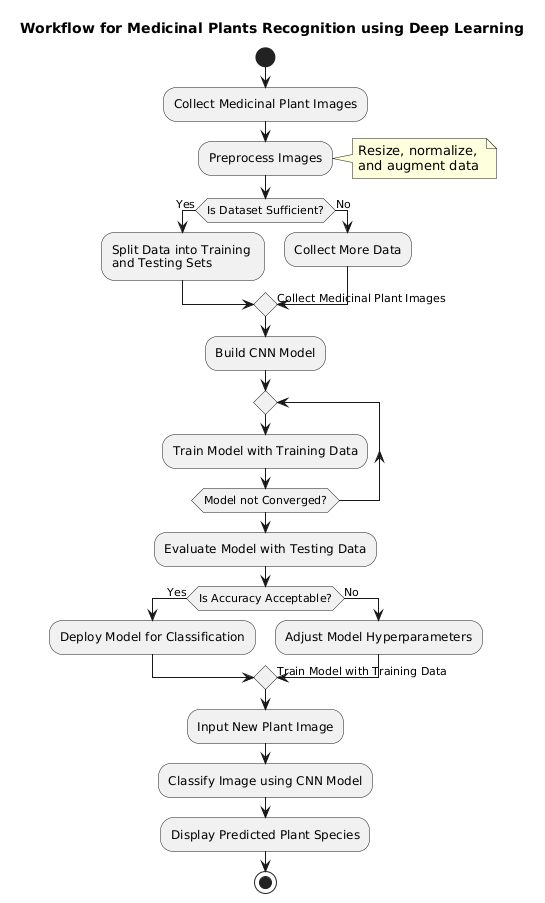 Workflow for Medicinal Plants Recognition using Deep Learning
Collect Medicinal Plant Images
Preprocess Images
Resize, normalize,
and augment data
Is Dataset Sufficient?
Yes
No
Split Data into Training
and Testing Sets
Collect More Data
Collect Medicinal Plant Images
Build CNN Model
Train Model with Training Data
Model not Converged?
Evaluate Model with Testing Data
Is Accuracy Acceptable?
Yes
No
Deploy Model for Classification
Adjust Model Hyperparameters
Train Model with Training Data
Input New Plant Image
Classify Image using CNN Model
Display Predicted Plant Species